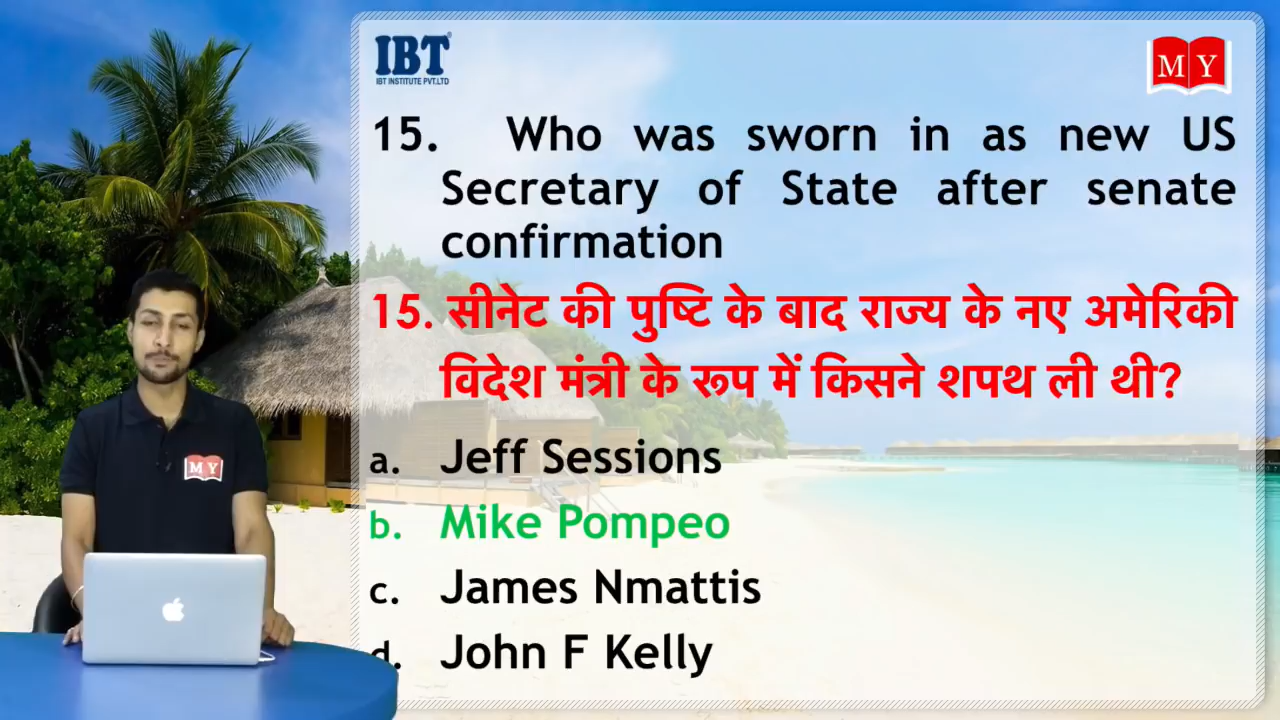 IBT
IBT INSTITUTE PVT.LTD
MY
15. Who was sworn in as new US
Secretary of State after senate
confirmation
15. सीनेट की पुष्टि के बाद राज्य के नए अमेरिकी
विदेश मंत्री के रूप में किसने शपथ ली थी?
a. Jeff Sessions
b. Mike Pompeo
c. James Nmattis
d. John F Kelly
MY